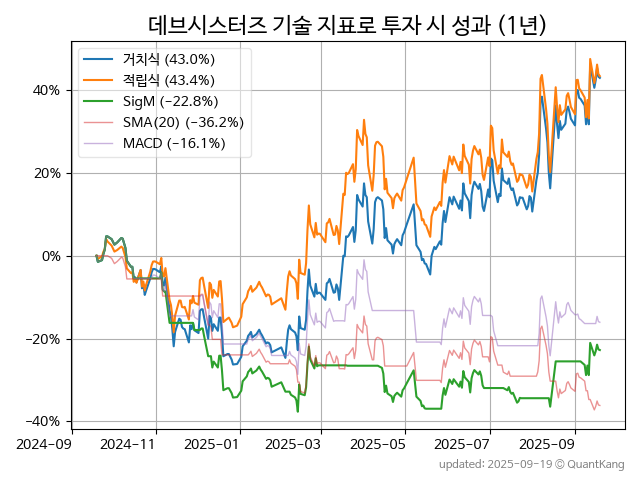 데브시스터즈 기술 지표로 투자 시 성과 (1년)
거치식 (43.0%)
적립식 (43.4%)
SigM (−22.8%)
SMA(20) (−36.2%)
MACD (−16.1%)
40%
20%
0%
−20%
−40%
2024-09 2024-11 2025-01 2025-03 2025-05 2025-07 2025-09
updated: 2025-09-19 © QuantKang